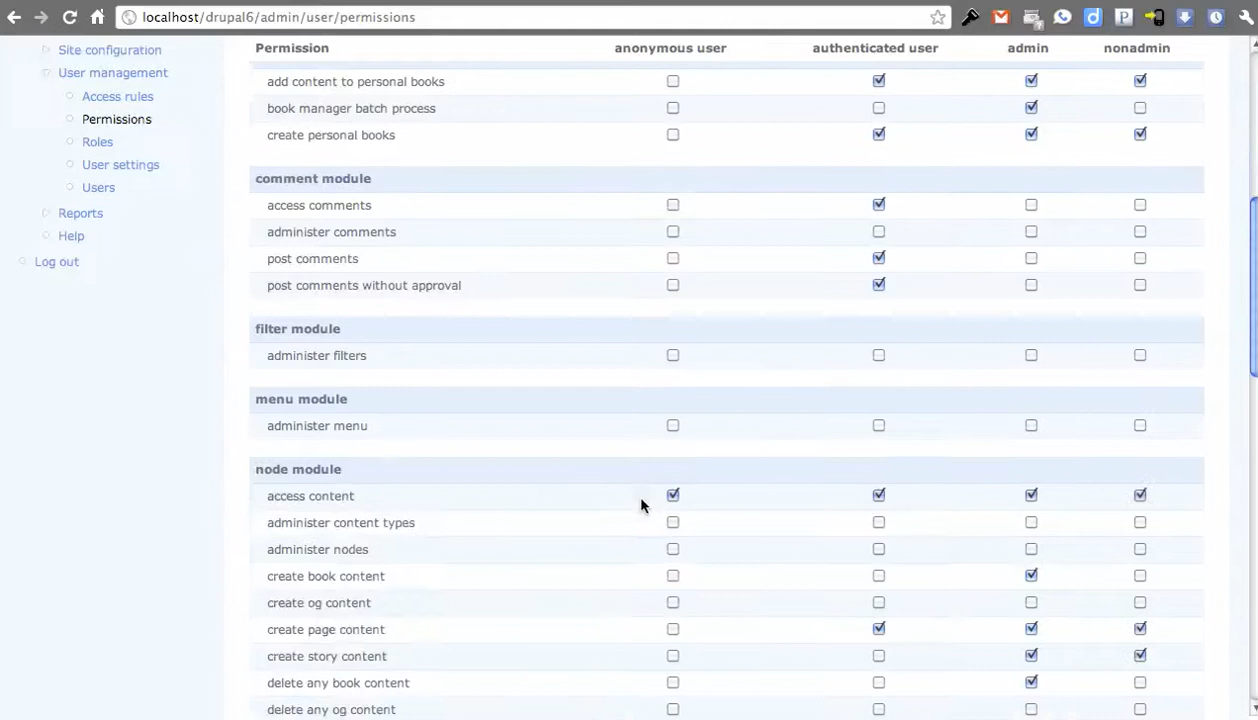 localhost/drupal6/admin/user/permissions
Site configuration
User management
Access rules
Permissions
Roles
User settings
Users
Reports
Help
Log out
Permission anonymous user authenticated user admin nonadmin
add content to personal books
book manager batch process
create personal books
comment module
access comments
administer comments
post comments
post comments without approval
filter module
administer filters
menu module
administer menu
node module
access content
administer content types
administer nodes
create book content
create og content
create page content
create story content
delete any book content
delete any og content